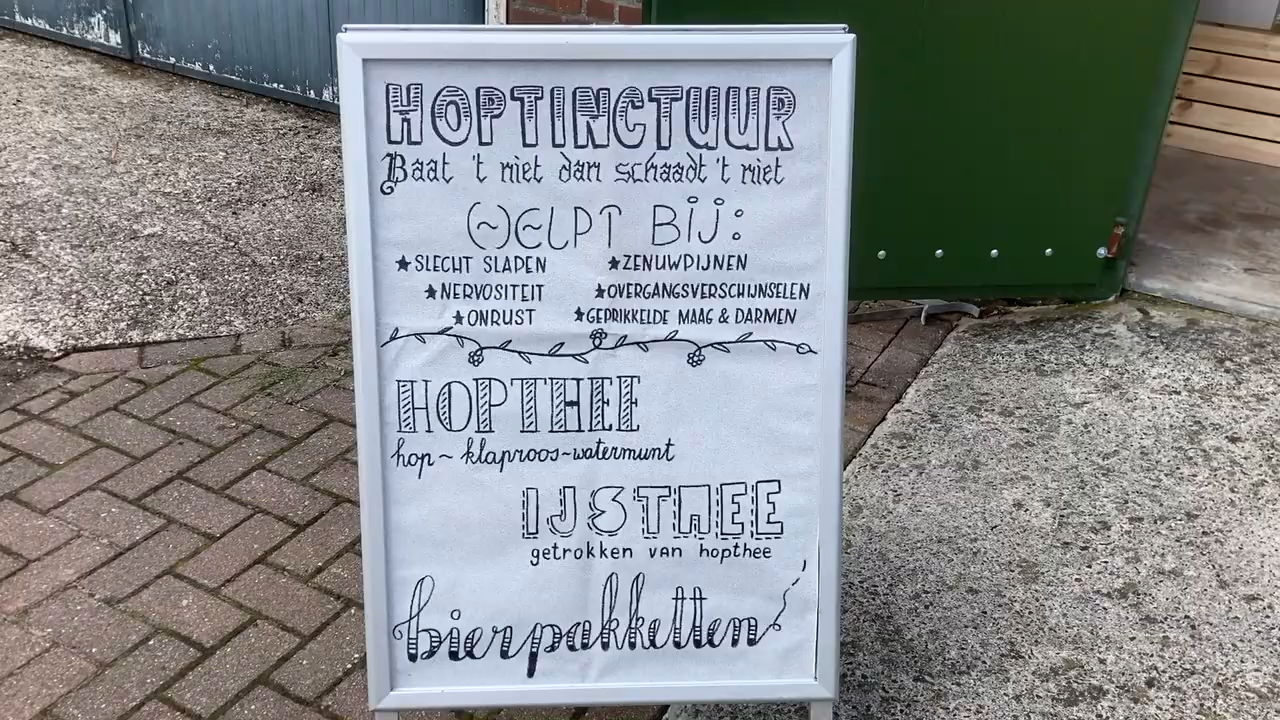 HOPTINCTUUR
Baat 't niet dan schaadt 't niet
HELPT BIJ:
★SLECHT SLAPEN ★ZENUWPIJNEN
★NERVOSITEIT ★OVERGANGSVERSCHIJNSELEN
★ONRUST ★GEPRIKKELDE MAAG & DARMEN
HOPTHEE
hop~klaproos~watermunt
IJSTHEE
getrokken van hopthee
bierpakketten